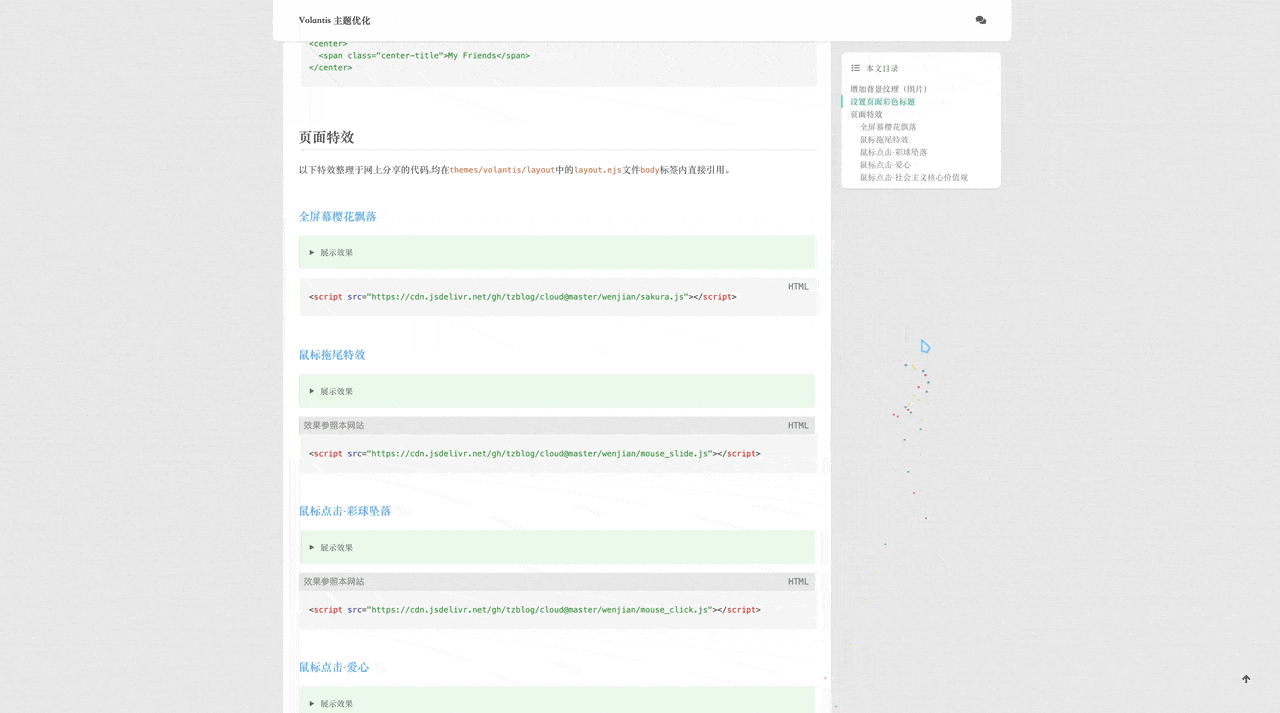 Volantis 主题优化
<center>
<span class="center-title">My Friends</span>
</center>
页面特效
以下特效整理于网上分享的代码,均在themes/volantis/layout中的layout.ejs文件body标签内直接引用。
全屏幕樱花飘落
展示效果
HTML
<script src="https://cdn.jsdelivr.net/gh/tzblog/cloud@master/wenjian/sakura.js"></script>
鼠标拖尾特效
展示效果
效果参照本网站 HTML
<script src="https://cdn.jsdelivr.net/gh/tzblog/cloud@master/wenjian/mouse_slide.js"></script>
鼠标点击-彩球坠落
展示效果
效果参照本网站 HTML
<script src="https://cdn.jsdelivr.net/gh/tzblog/cloud@master/wenjian/mouse_click.js"></script>
鼠标点击-爱心
展示效果
本文目录
增加背景纹理（图片）
设置页面彩色标题
页面特效
全屏幕樱花飘落
鼠标拖尾特效
鼠标点击-彩球坠落
鼠标点击-爱心
鼠标点击-社会主义核心价值观